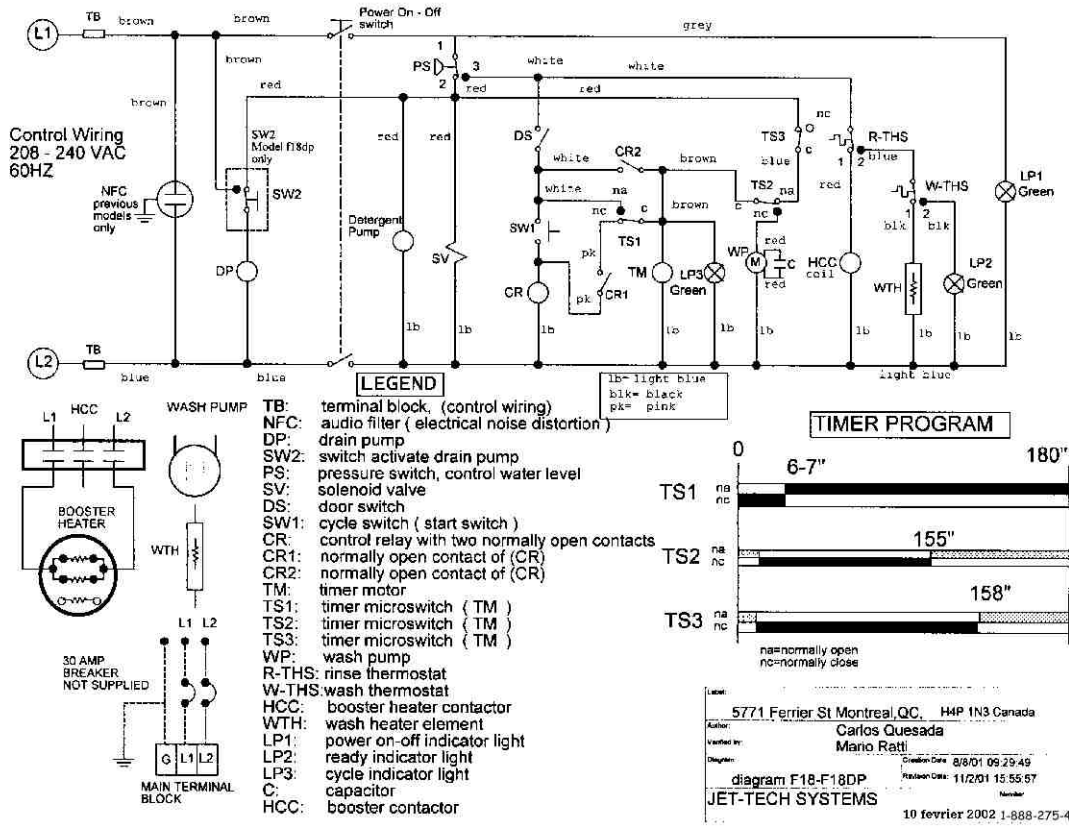 L1
TB
brown
brown
Power On - Off
switch
grey
brown
brown
PS
1
2
3
white
white
red
red
red
Control Wiring
208 - 240 VAC
60HZ
SW2
Model f18dp
only
SW2
NFC
previous
models
only
DP
red
Detergent
Pump
red
SV
DS
white
CR2
white
na
nc
c
brown
brown
TS1
SW1
pk
pk
CR1
CR
TM
LP3
Green
TS3
c
blue
TS2
na
c
nc
WP
M
red
red
C
nc
R-THS
1
2
blue
red
HCC
coil
W-THS
1
2
blk
blk
WTH
LP2
Green
LP1
Green
lb
lb
lb
lb
lb
lb
lb
lb
lb
lb
L2
TB
blue
blue
light blue
lb= light blue
blk= black
pk= pink
LEGEND
TB: terminal block, (control wiring)
NFC: audio filter ( electrical noise distortion )
DP: drain pump
SW2: switch activate drain pump
PS: pressure switch, control water level
SV: solenoid valve
DS: door switch
SW1: cycle switch ( start switch )
CR: control relay with two normally open contacts
CR1: normally open contact of (CR)
CR2: normally open contact of (CR)
TM: timer motor
TS1: timer microswitch ( TM )
TS2: timer microswitch ( TM )
TS3: timer microswitch ( TM )
WP: wash pump
R-THS: rinse thermostat
W-THS: wash thermostat
HCC: booster heater contactor
WTH: wash heater element
LP1: power on-off indicator light
LP2: ready indicator light
LP3: cycle indicator light
C: capacitor
HCC: booster contactor
L1 HCC L2
BOOSTER
HEATER
WASH PUMP
WTH
L1 L2
30 AMP
BREAKER
NOT SUPPLIED
G L1 L2
MAIN TERMINAL
BLOCK
TIMER PROGRAM
0
6-7"
180"
TS1
na
nc
155"
TS2
na
nc
158"
TS3
na
nc
na=normally open
nc=normally close
Label:
5771 Ferrier St Montreal,QC, H4P 1N3 Canada
Author:
Carlos Quesada
Verified by:
Mario Ratti
Diagram:
diagram F18-F18DP
Creation Date 8/8/01 09:29:49
Revision Date: 11/2/01 15:55:57
Number
JET-TECH SYSTEMS
10 fevrier 2002 1-888-275-4